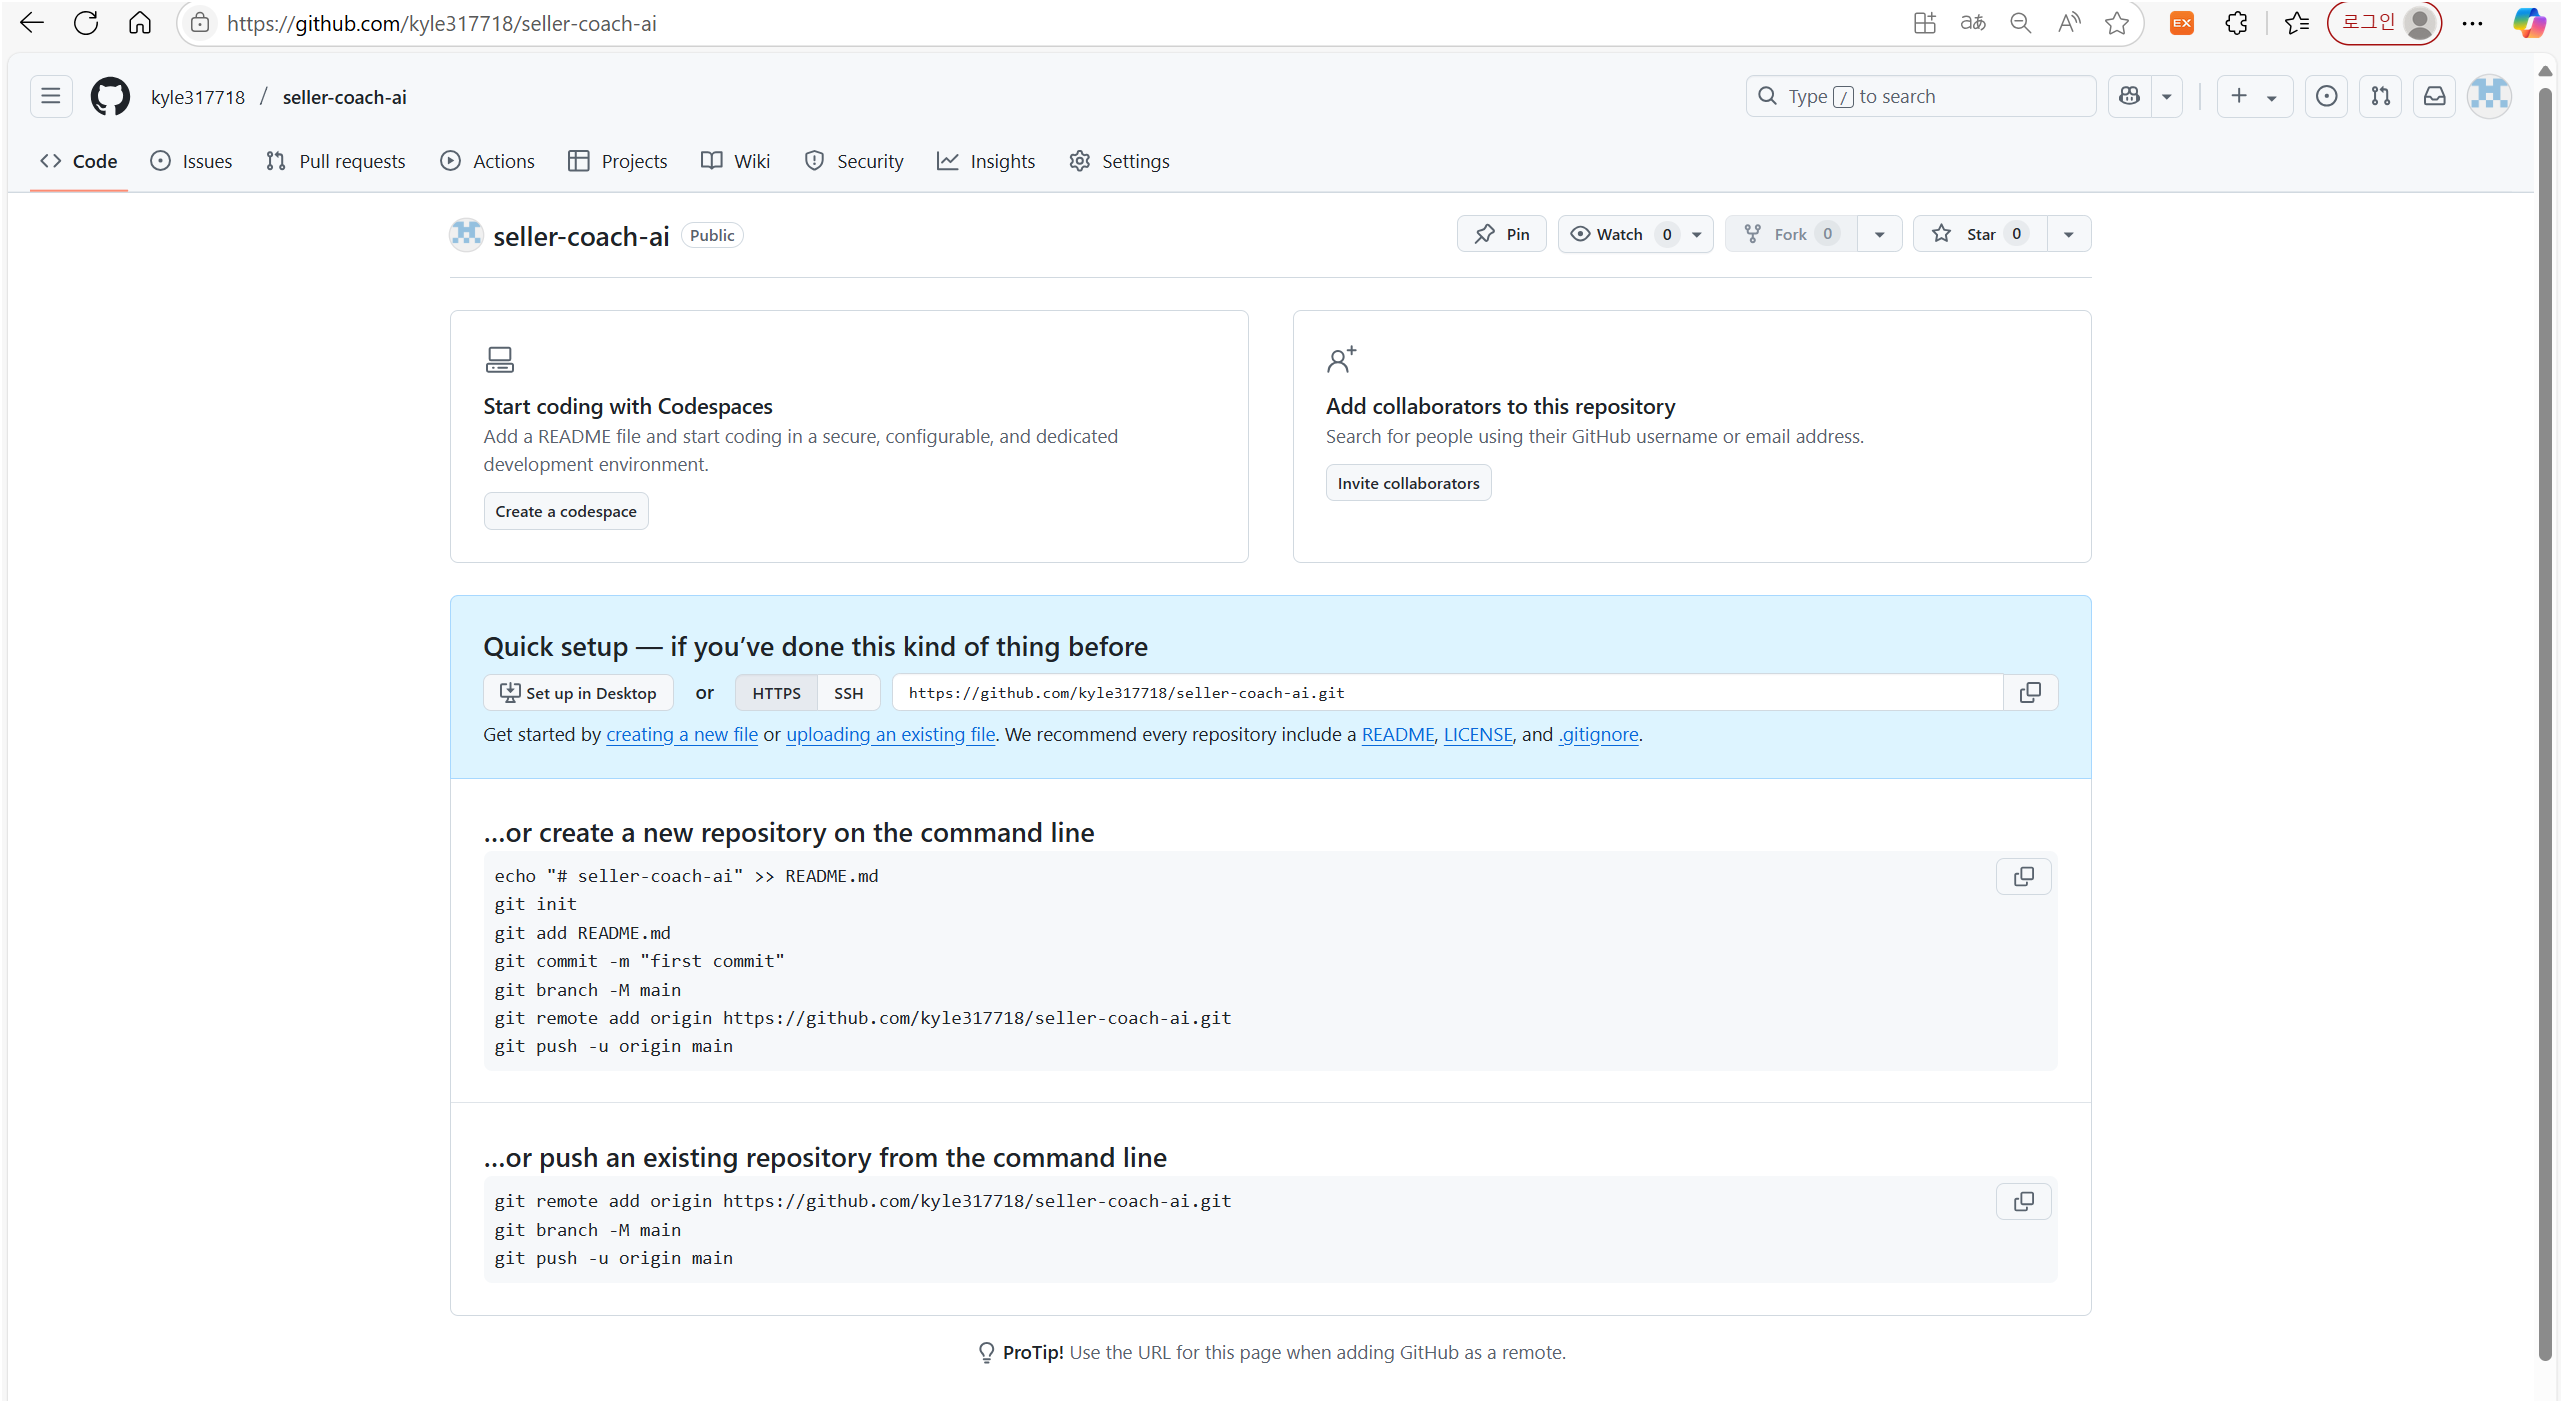 https://github.com/kyle317718/seller-coach-ai
로그인
kyle317718 / seller-coach-ai
Type / to search
Code Issues Pull requests Actions Projects Wiki Security Insights Settings
seller-coach-ai Public
Pin Watch 0 Fork 0 Star 0
Start coding with Codespaces
Add a README file and start coding in a secure, configurable, and dedicated
development environment.
Create a codespace
Add collaborators to this repository
Search for people using their GitHub username or email address.
Invite collaborators
Quick setup — if you’ve done this kind of thing before
Set up in Desktop or HTTPS SSH https://github.com/kyle317718/seller-coach-ai.git
Get started by creating a new file or uploading an existing file. We recommend every repository include a README, LICENSE, and .gitignore.
…or create a new repository on the command line
echo "# seller-coach-ai" >> README.md
git init
git add README.md
git commit -m "first commit"
git branch -M main
git remote add origin https://github.com/kyle317718/seller-coach-ai.git
git push -u origin main
…or push an existing repository from the command line
git remote add origin https://github.com/kyle317718/seller-coach-ai.git
git branch -M main
git push -u origin main
ProTip! Use the URL for this page when adding GitHub as a remote.